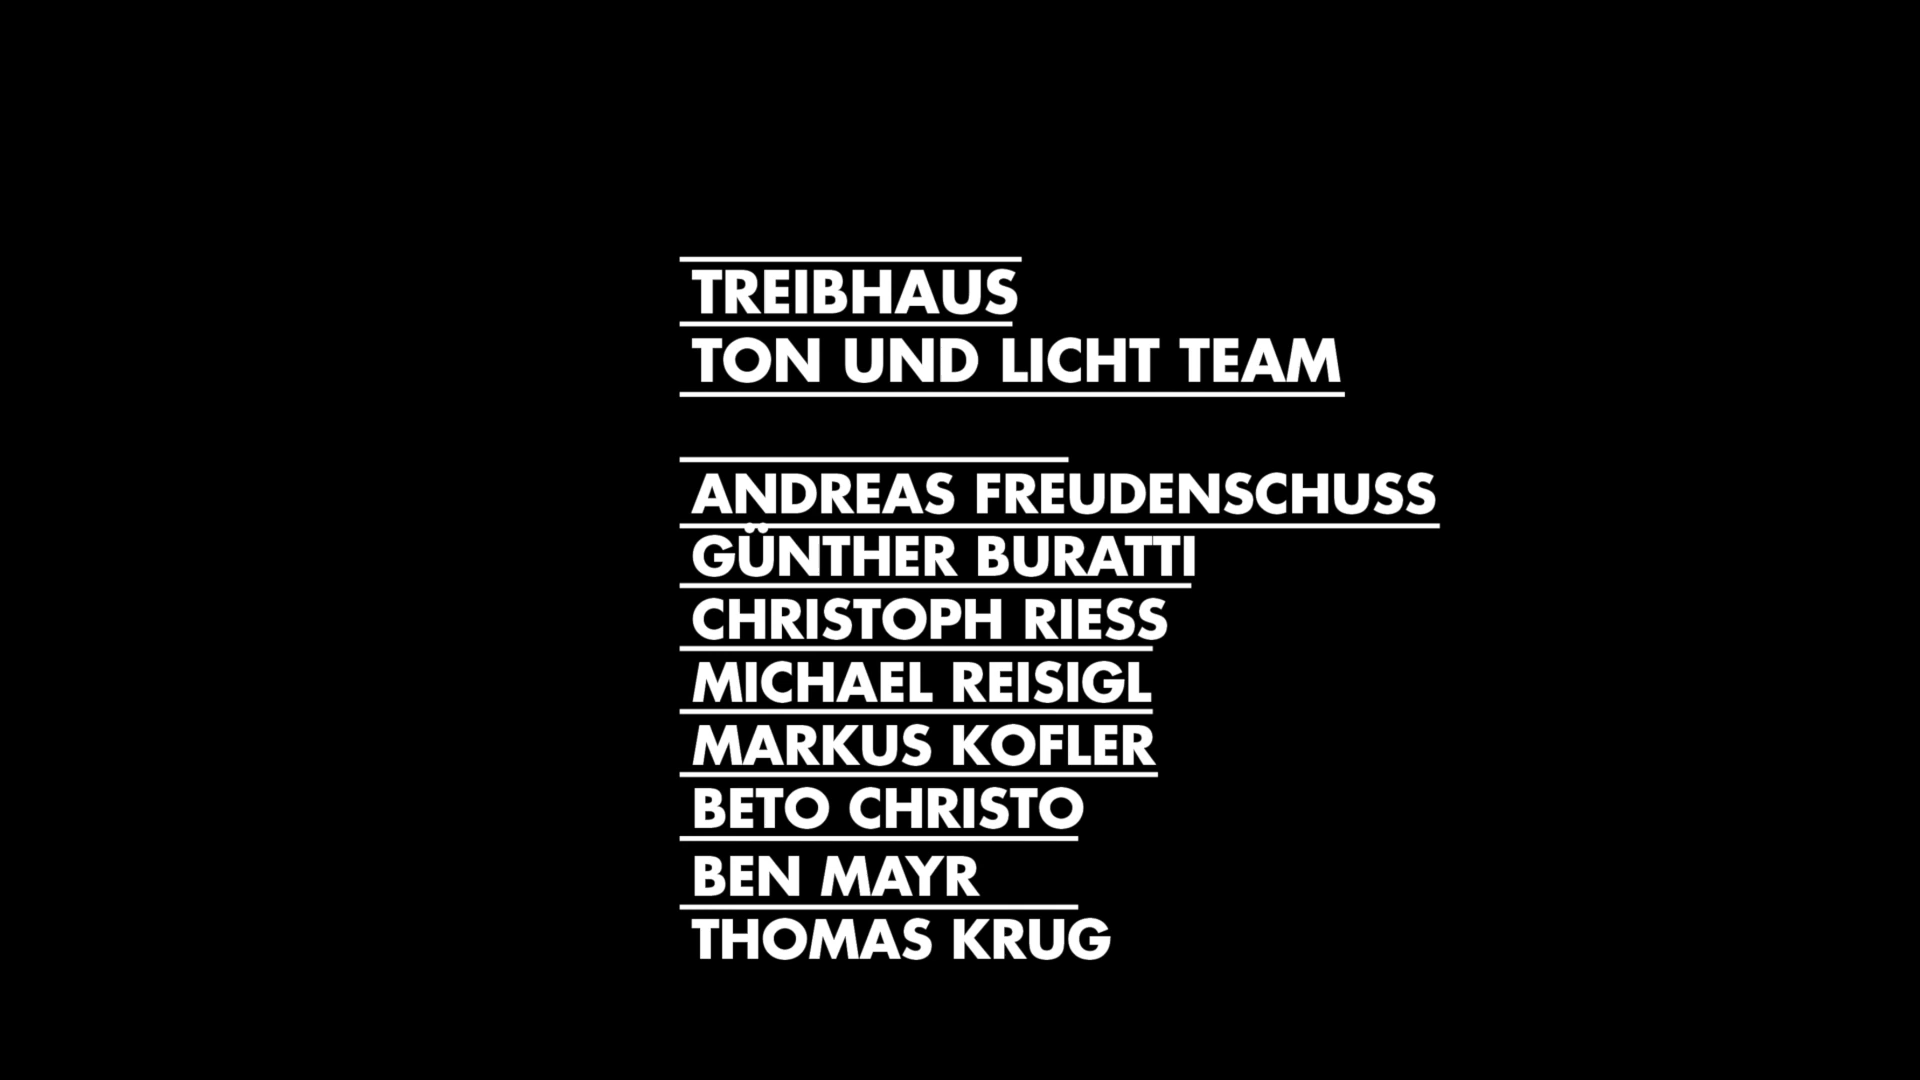 TREIBHAUS
TON UND LICHT TEAM
ANDREAS FREUDENSCHUSS
GÜNTHER BURATTI
CHRISTOPH RIESS
MICHAEL REISIGL
MARKUS KOFLER
BETO CHRISTO
BEN MAYR
THOMAS KRUG